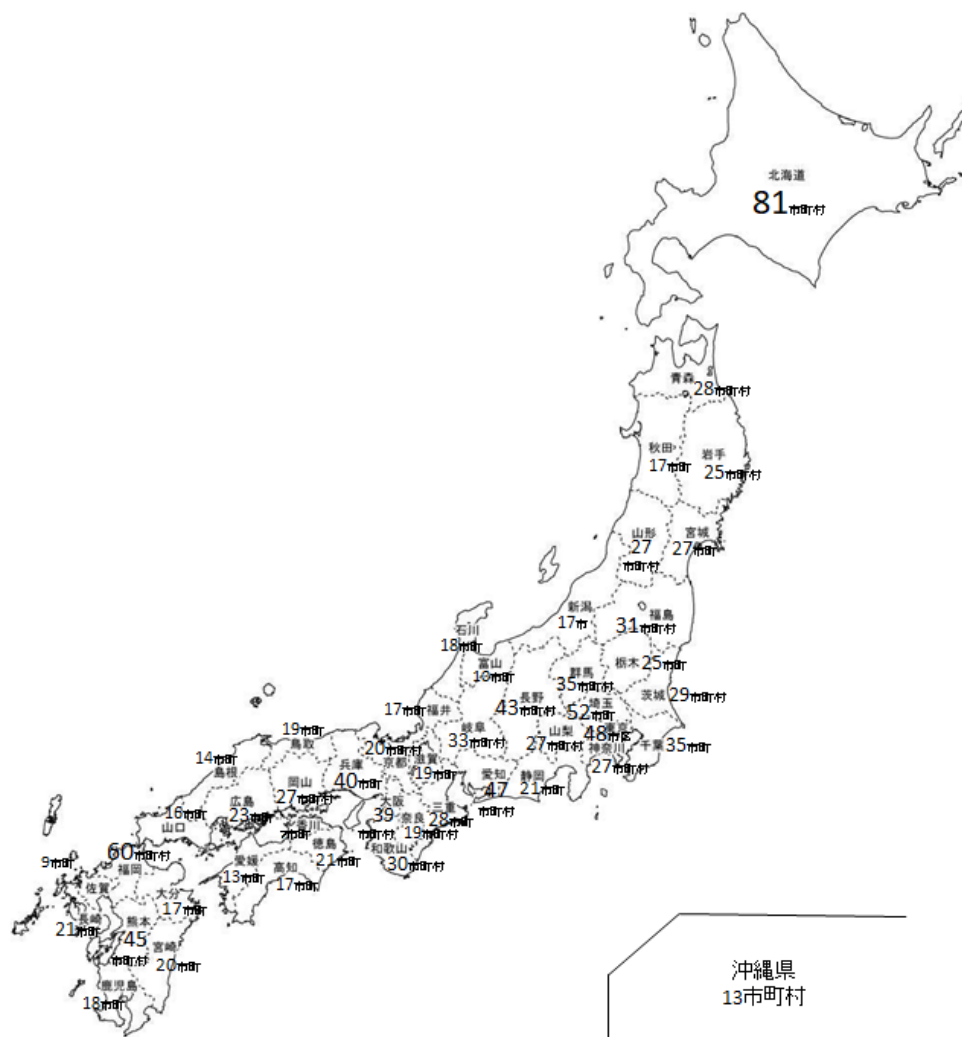 北海道
81市町村
青森
28市町村
秋田
17市町
岩手
25市町村
山形
27
市町村
宮城
27市町
新潟
17市
福島
31市町村
石川
18市町
富山
10市町
栃木
25市町
群馬
35市町村
茨城
29市町村
長野
43市町村
埼玉
52市町
17市町
福井
岐阜
33市町村
山梨
27市町村
東京
48市区
千葉
35市町
神奈川
27市町村
19市町
鳥取
20市町村
京都
滋賀
19市町
14市町
島根
兵庫
40市町
愛知
47
市町村
静岡
21市町
岡山
27市町村
広島
23市町
16市町
山口
大阪
39
市町村
奈良
19市町村
三重
28市町
香川
7市町
徳島
21市町
和歌山
30市町村
60市町村
福岡
9市町
佐賀
愛媛
13市町
高知
17市町
大分
17市町
長崎
21市町
熊本
45
市町村
宮崎
20市町
鹿児島
18市町
沖縄県
13市町村